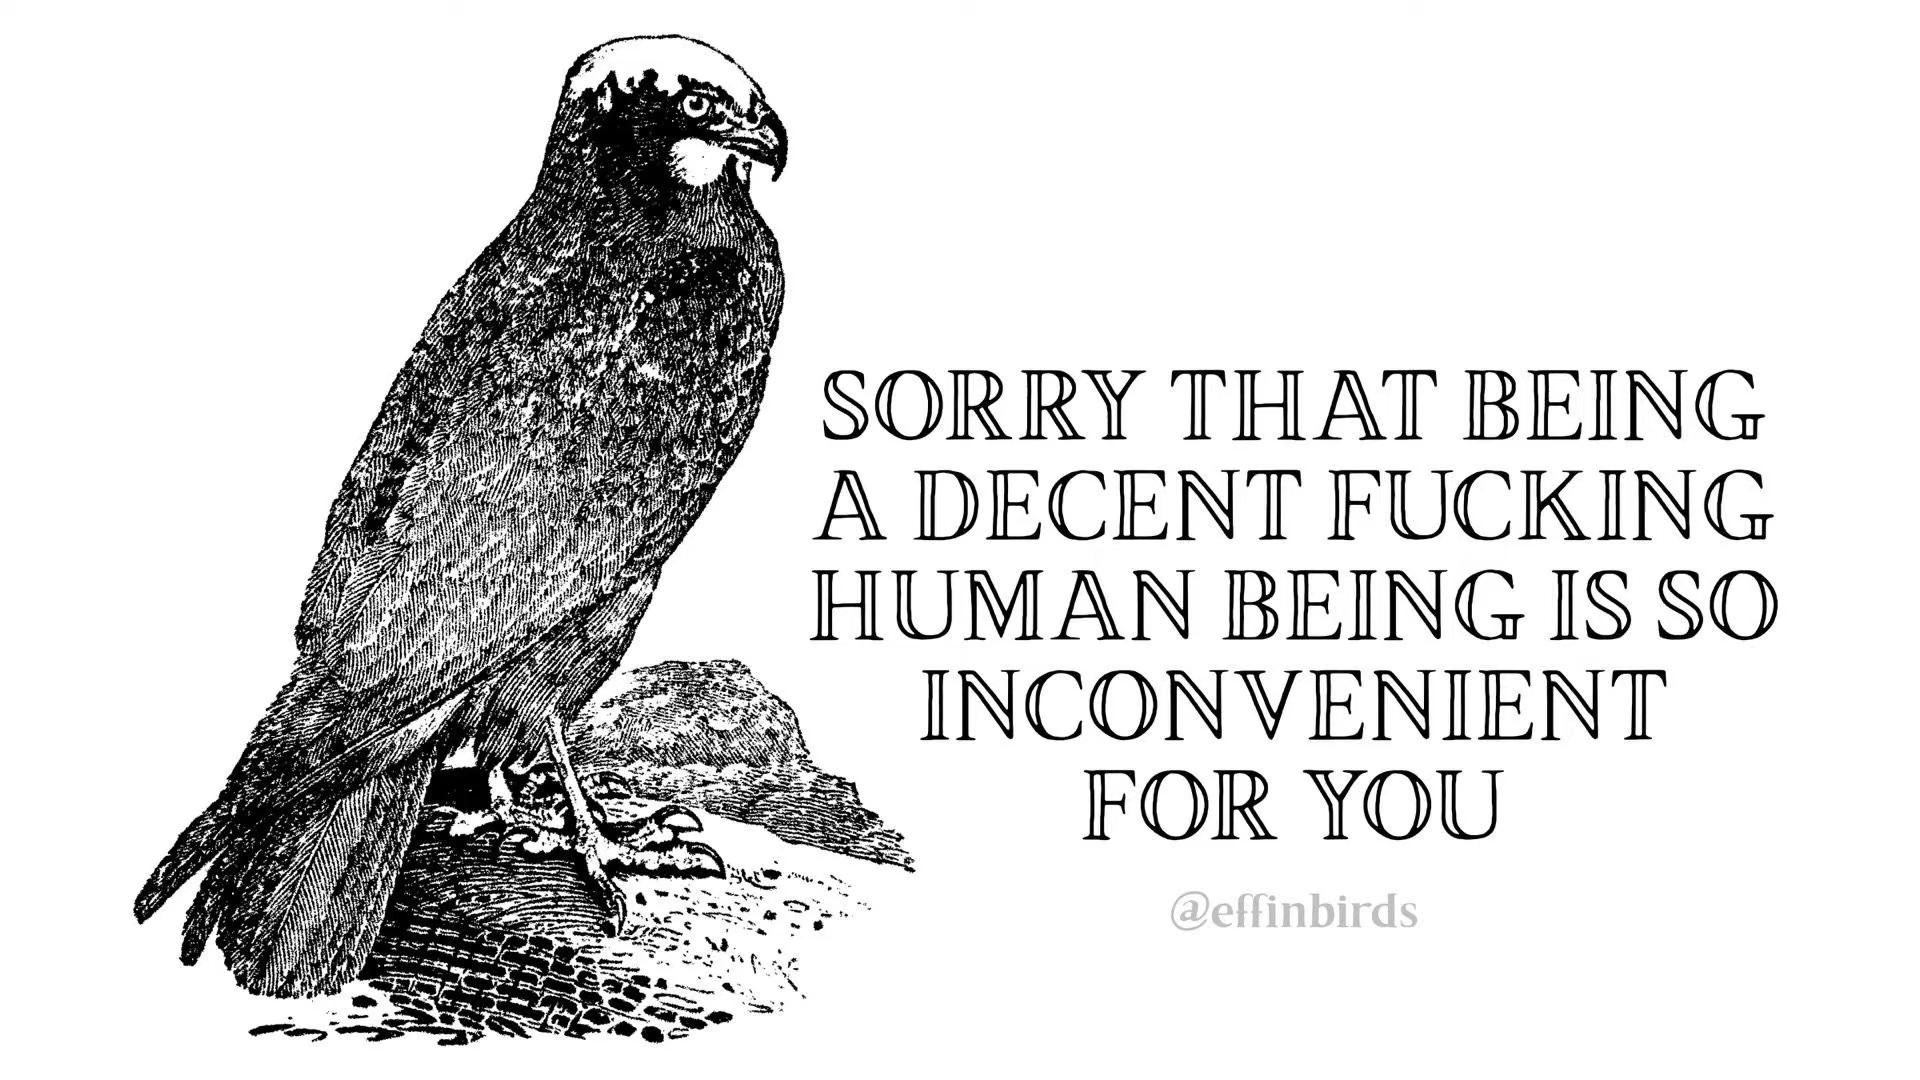 SORRY THAT BEING
A DECENT FUCKING
HUMAN BEING IS SO
INCONVENIENT
FOR YOU
@effinbirds